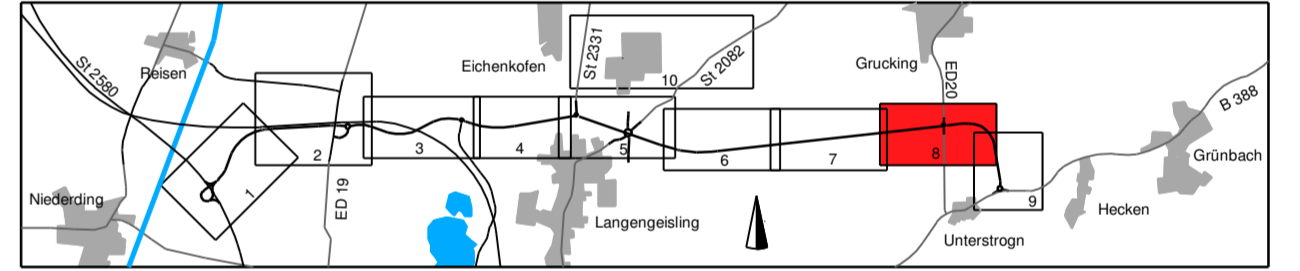 St 2580
Reisen
Niederding
1
2
ED 19
3
Eichenkofen
4
St 2331
10
St 2082
5
Langengeisling
6
7
Grucking
ED20
8
9
Unterstrogn
Hecken
B 388
Grünbach